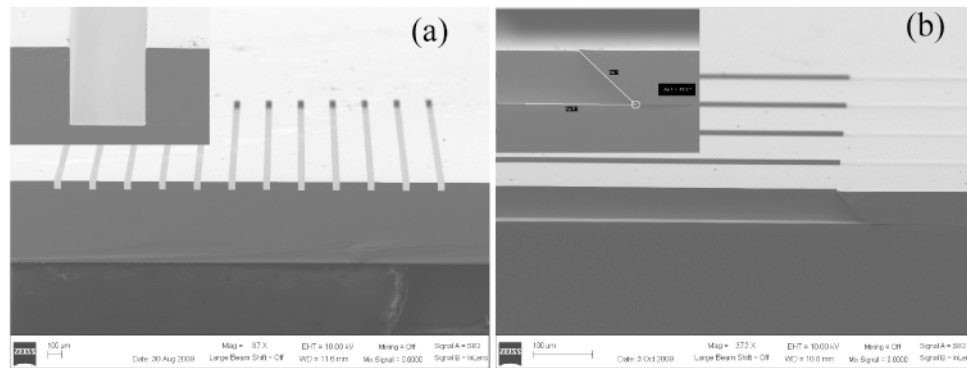 (a)
(b)
ZEISS
100 µm
Mag = 87 X
EHT = 10.00 kV
Mixing = Off
Signal A = SE2
Date: 30 Aug 2009
Large Beam Shift = Off
WD = 11.6 mm
Mix Signal = 0.0000
Signal B = InLens
ZEISS
100 µm
Mag = 373 X
EHT = 10.00 kV
Mixing = Off
Signal A = SE2
Date: 2 Oct 2009
Large Beam Shift = Off
WD = 10.8 mm
Mix Signal = 0.0000
Signal B = InLens